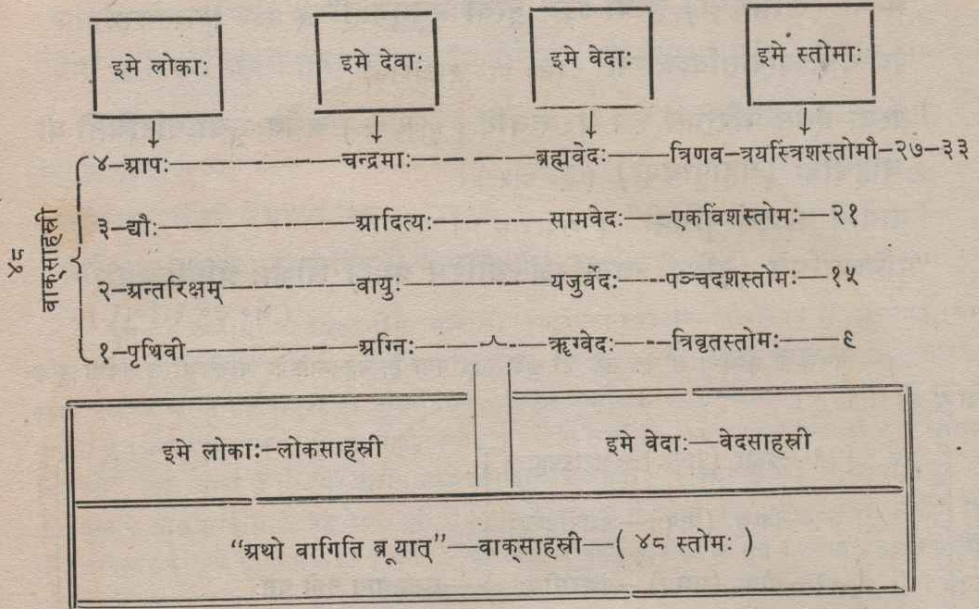 इमे लोकाः इमे देवाः इमे वेदाः इमे स्तोमाः
४-आपः चन्द्रमाः ब्रह्मवेदः त्रिणव-त्रयस्त्रिशस्तोमौ-२७-३३
३-द्यौः आदित्यः सामवेदः एकविंशस्तोमः-२१
२-अन्तरिक्षम् वायुः यजुर्वेदः पञ्चदशस्तोमः-१५
१-पृथिवी अग्निः ऋग्वेदः त्रिवृतस्तोमः-९
४८
वाक्साहस्री
इमे लोकाः-लोकसाहस्री इमे वेदाः-वेदसाहस्री
“अथो वागिति ब्रूयात्”-वाक्साहस्री-( ४८ स्तोमः )